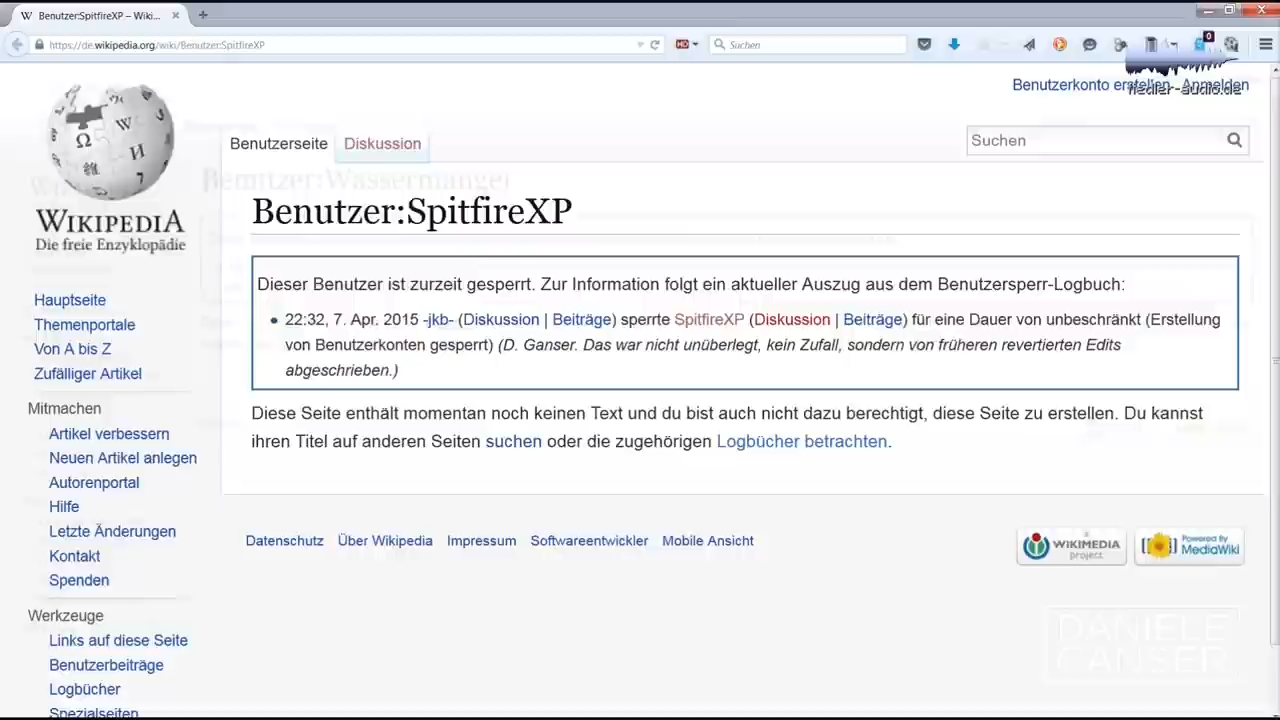 Benutzer:SpitfireXP – Wiki...
https://de.wikipedia.org/wiki/Benutzer:SpitfireXP
Suchen
0
Benutzerkonto erstellen Anmelden
fiedler-audio.de
Benutzerseite Diskussion
Suchen
Benutzer:Wassermangel
Benutzer:SpitfireXP
WIKIPEDIA
Die freie Enzyklopädie
Dieser Benutzer ist zurzeit gesperrt. Zur Information folgt ein aktueller Auszug aus dem Benutzersperr-Logbuch:
• 22:32, 7. Apr. 2015 -jkb- (Diskussion | Beiträge) sperrte SpitfireXP (Diskussion | Beiträge) für eine Dauer von unbeschränkt (Erstellung
von Benutzerkonten gesperrt) (D. Ganser. Das war nicht unüberlegt, kein Zufall, sondern von früheren revertierten Edits
abgeschrieben.)
Diese Seite enthält momentan noch keinen Text und du bist auch nicht dazu berechtigt, diese Seite zu erstellen. Du kannst
ihren Titel auf anderen Seiten suchen oder die zugehörigen Logbücher betrachten.
Hauptseite
Themenportale
Von A bis Z
Zufälliger Artikel
Mitmachen
Artikel verbessern
Neuen Artikel anlegen
Autorenportal
Hilfe
Letzte Änderungen
Kontakt
Spenden
Werkzeuge
Links auf diese Seite
Benutzerbeiträge
Logbücher
Spezialseiten
Datenschutz Über Wikipedia Impressum Softwareentwickler Mobile Ansicht
A
WIKIMEDIA
project
Powered By
MediaWiki
DANIELE
GANSER